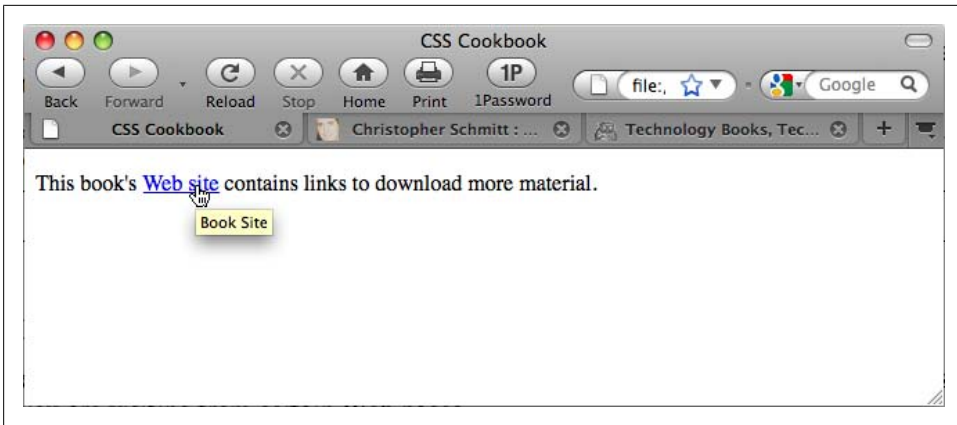 CSS Cookbook
1P
file:,
Google
Back Forward Reload Stop Home Print 1Password
CSS Cookbook Christopher Schmitt : ... Technology Books, Tec... +
This book's Web site contains links to download more material.
Book Site